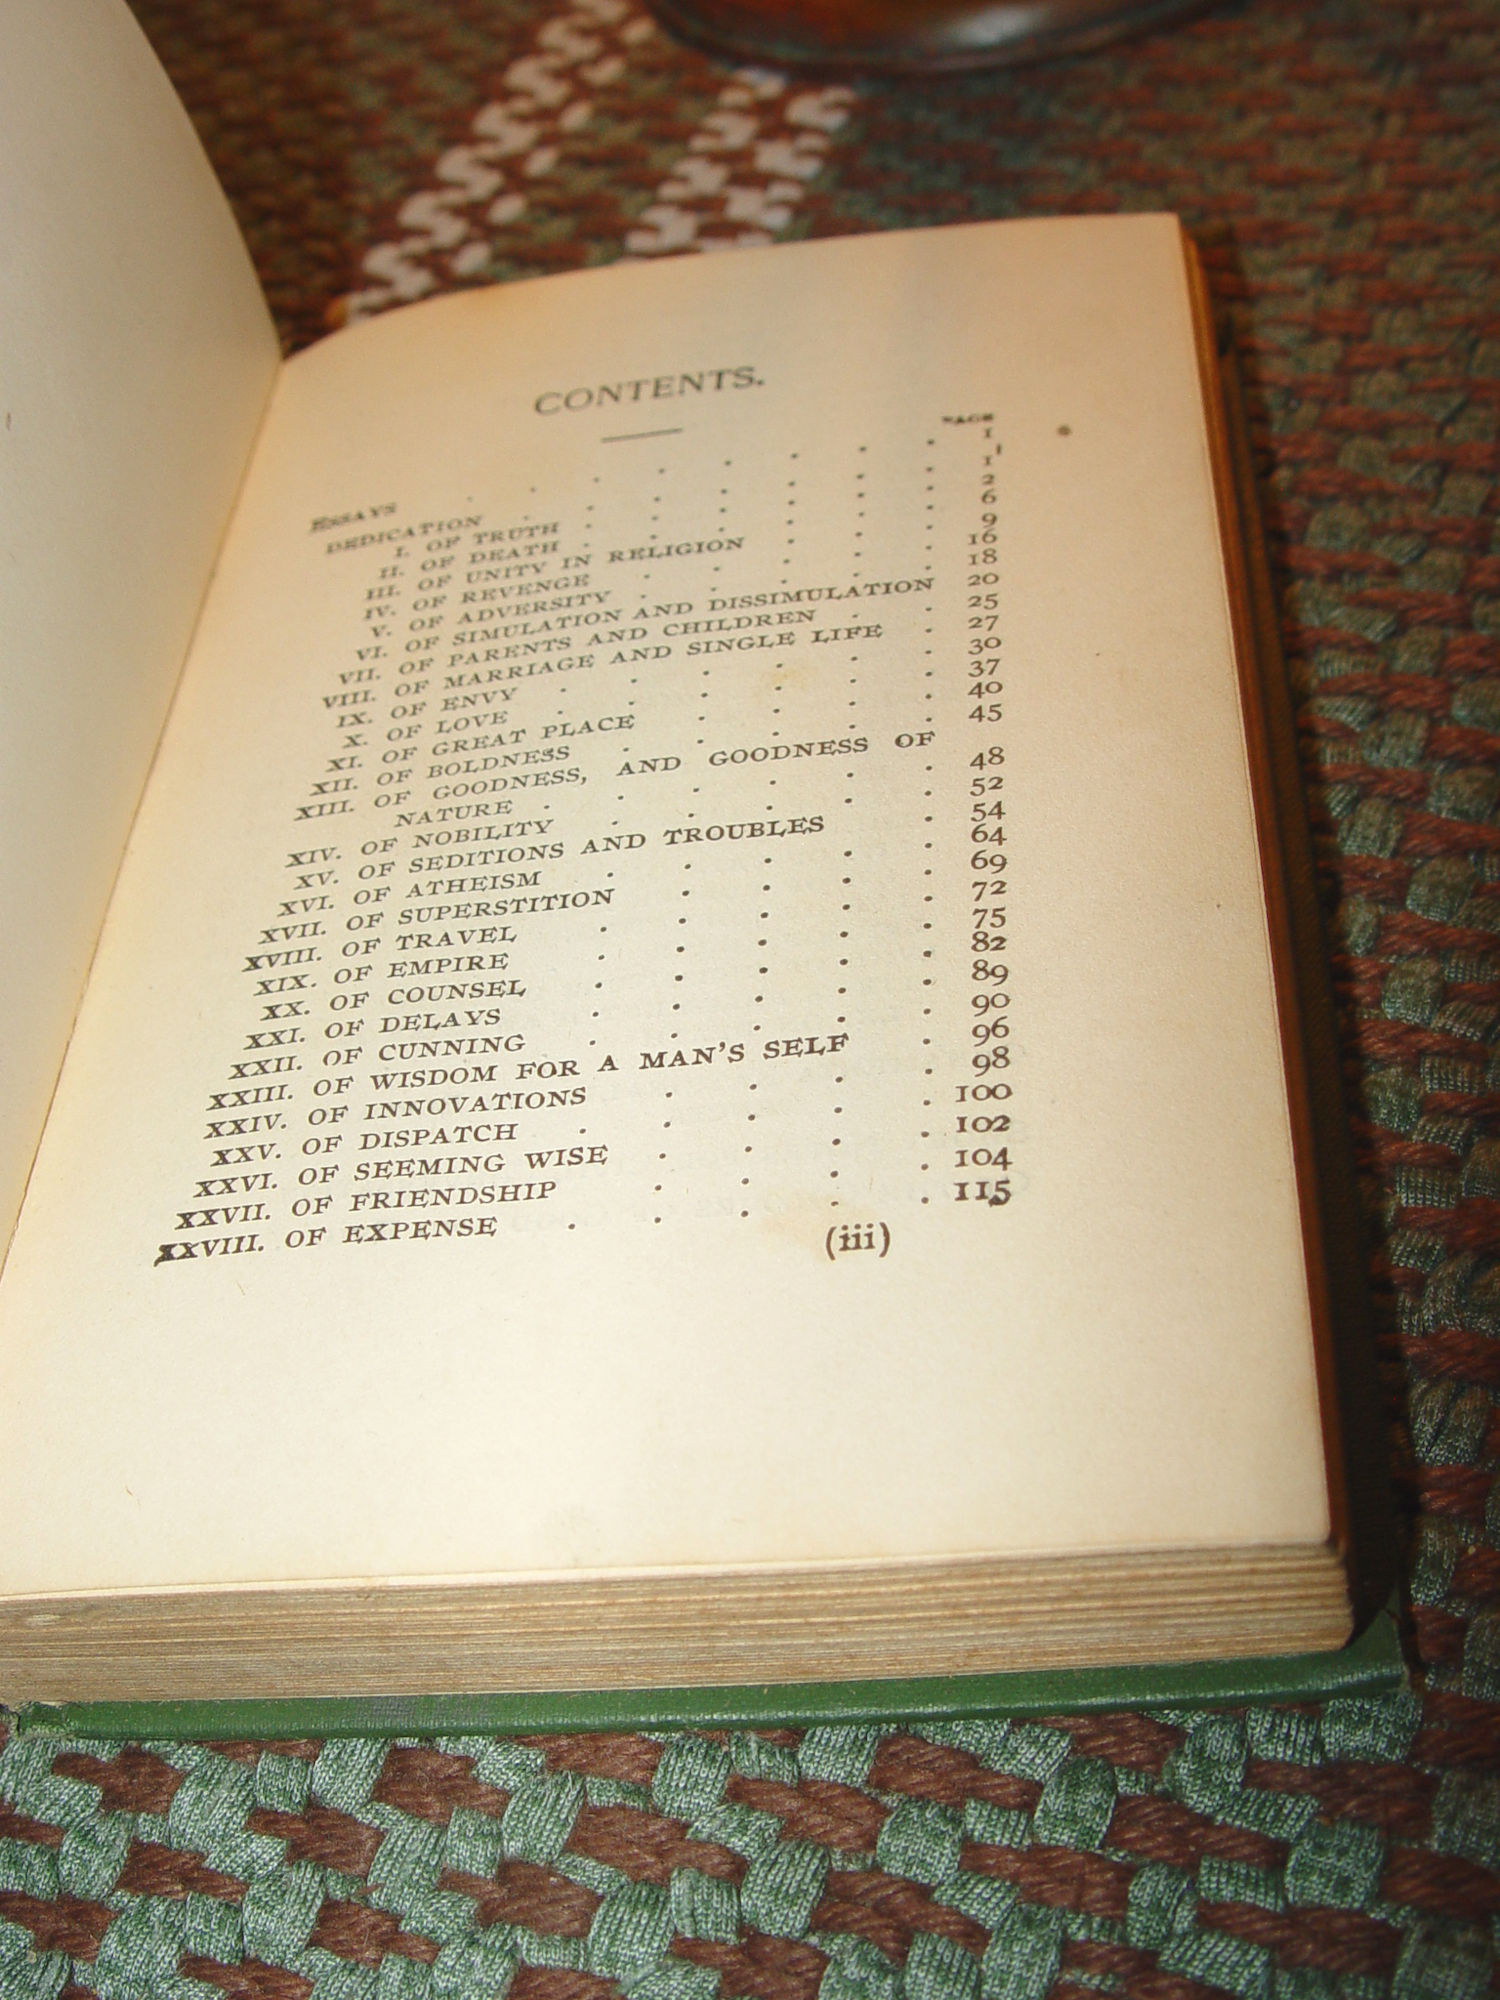 CONTENTS.
PAGE
ESSAYS . . . . . . . . 1
DEDICATION . . . . . . . 1
I. OF TRUTH . . . . . . 2
II. OF DEATH . . . . . . 6
III. OF UNITY IN RELIGION . . . 9
IV. OF REVENGE . . . . . 16
V. OF ADVERSITY . . . . . 18
VI. OF SIMULATION AND DISSIMULATION 20
VII. OF PARENTS AND CHILDREN . . 25
VIII. OF MARRIAGE AND SINGLE LIFE . 27
IX. OF ENVY . . . . . . 30
X. OF LOVE . . . . . . 37
XI. OF GREAT PLACE . . . . 40
XII. OF BOLDNESS . . . . . 45
XIII. OF GOODNESS, AND GOODNESS OF
NATURE . . . . . . 48
XIV. OF NOBILITY . . . . . 52
XV. OF SEDITIONS AND TROUBLES . 54
XVI. OF ATHEISM . . . . . 64
XVII. OF SUPERSTITION . . . . 69
XVIII. OF TRAVEL . . . . . 72
XIX. OF EMPIRE . . . . . 75
XX. OF COUNSEL . . . . . 82
XXI. OF DELAYS . . . . . 89
XXII. OF CUNNING . . . . . 90
XXIII. OF WISDOM FOR A MAN'S SELF . 96
XXIV. OF INNOVATIONS . . . . 98
XXV. OF DISPATCH . . . . . 100
XXVI. OF SEEMING WISE . . . . 102
XXVII. OF FRIENDSHIP . . . . 104
XXVIII. OF EXPENSE . . . . . 115
(iii)